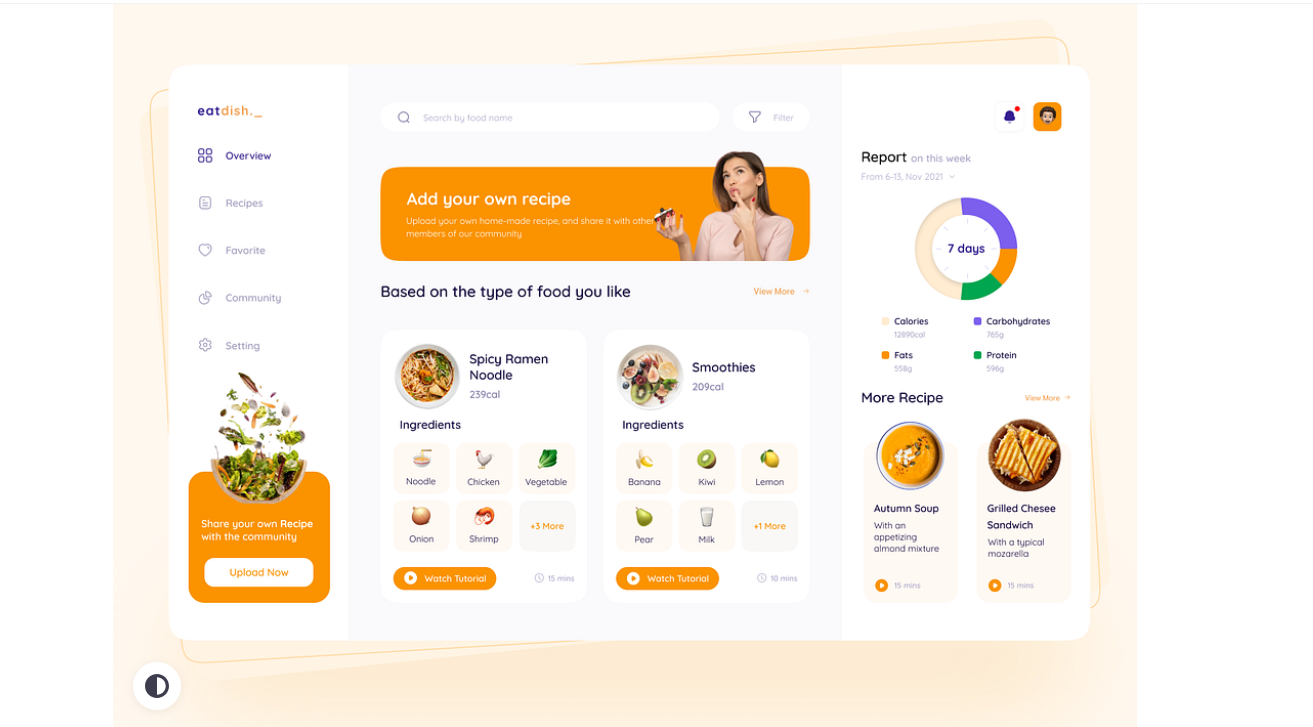 eatdish._
Overview
Recipes
Favorite
Community
Setting
Share your own Recipe
with the community
Upload Now
Search by food name
Filter
Add your own recipe
Upload your own home-made recipe, and share it with other
members of our community
Based on the type of food you like
View More
Spicy Ramen
Noodle
239cal
Ingredients
Noodle
Chicken
Vegetable
Onion
Shrimp
+3 More
Watch Tutorial
15 mins
Smoothies
209cal
Ingredients
Banana
Kiwi
Lemon
Pear
Milk
+1 More
Watch Tutorial
10 mins
Report on this week
From 6-13, Nov 2021
7 days
Calories
12890cal
Carbohydrates
765g
Fats
558g
Protein
596g
More Recipe
View More
Autumn Soup
With an
appetizing
almond mixture
15 mins
Grilled Chesee
Sandwich
With a typical
mozarella
15 mins